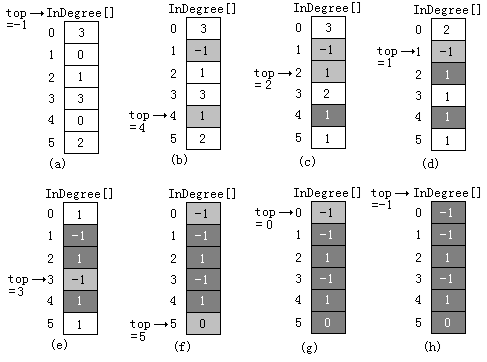 top InDegree[]
=-1
0 3
1 0
2 1
3 3
4 0
5 2
(a)
InDegree[]
0 3
1 -1
2 1
3 3
top 4 1
=4
5 2
(b)
InDegree[]
0 3
1 -1
top 2 1
=2
3 2
4 1
5 1
(c)
InDegree[]
0 2
top 1 -1
=1
2 1
3 1
4 1
5 1
(d)
InDegree[]
0 1
1 -1
2 1
top 3 -1
=3
4 1
5 1
(e)
InDegree[]
0 -1
1 -1
2 1
3 -1
4 1
top 5 0
=5
(f)
InDegree[]
top 0 -1
=0
1 -1
2 1
3 -1
4 1
5 0
(g)
top InDegree[]
=-1
0 -1
1 -1
2 1
3 -1
4 1
5 0
(h)